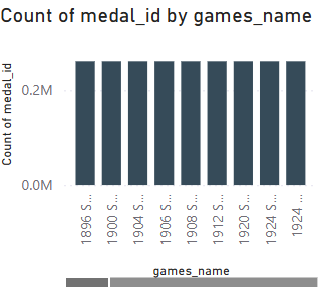 Count of medal_id by games_name
Count of medal_id
0.2M
0.0M
1896 S...
1900 S...
1904 S...
1906 S...
1908 S...
1912 S...
1920 S...
1924 S...
1924 ...
games_name